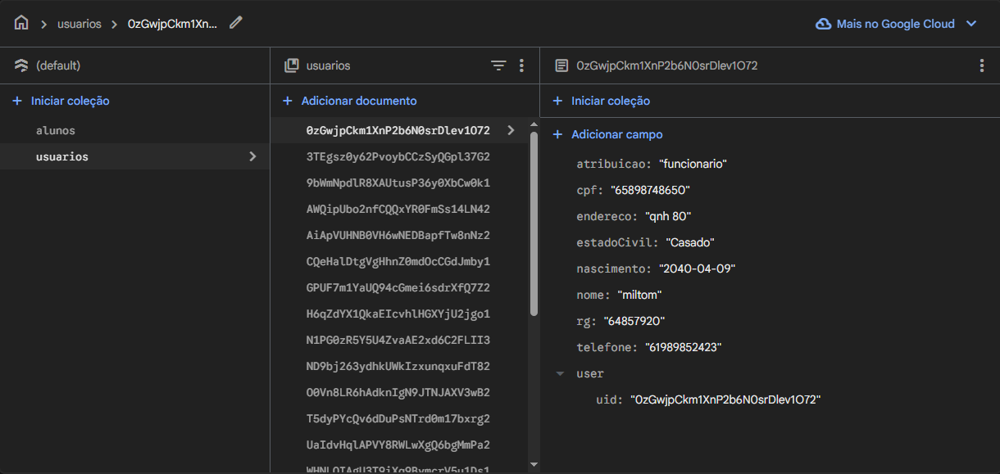 usuarios 0zGwjpCkm1Xn...
Mais no Google Cloud
(default)
Iniciar coleção
alunos
usuarios
usuarios
Adicionar documento
0zGwjpCkm1XnP2b6N0srDlev1O72
3TEgsz0y62PvoybCCzSyQGpl37G2
9bWmNpdlR8XAUtusP36y0XbCw0k1
AWQipUbo2nfCQQxYR0FmSs14LN42
AiApVUHNB0VH6wNEDBapfTw8nNz2
CQeHalDtgVgHhnZ0mdOcCGdJmby1
GPUF7m1YaUQ94cGmei6sdrXfQ7Z2
H6qZdYX1QkaEIcvhlHGXYjU2jgo1
N1PG0zR5Y5U4ZvaAE2xd6C2FLII3
ND9bj263ydhkUWkIzxunqxuFdT82
O0Vn8LR6hAdknIgN9JTNJAXV3wB2
T5dyPYcQv6dDuPsNTrd0m17bxrg2
UaIdvHqlAPVY8RWLwXgQ6bgMmPa2
0zGwjpCkm1XnP2b6N0srDlev1O72
Iniciar coleção
Adicionar campo
atribuicao: "funcionario"
cpf: "65898748650"
endereco: "qnh 80"
estadoCivil: "Casado"
nascimento: "2040-04-09"
nome: "miltom"
rg: "64857920"
telefone: "61989852423"
user
uid: "0zGwjpCkm1XnP2b6N0srDlev1O72"